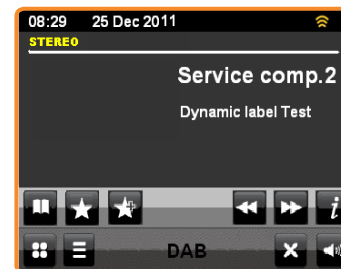 08:29 25 Dec 2011
STEREO
Service comp.2
Dynamic label Test
i
DAB